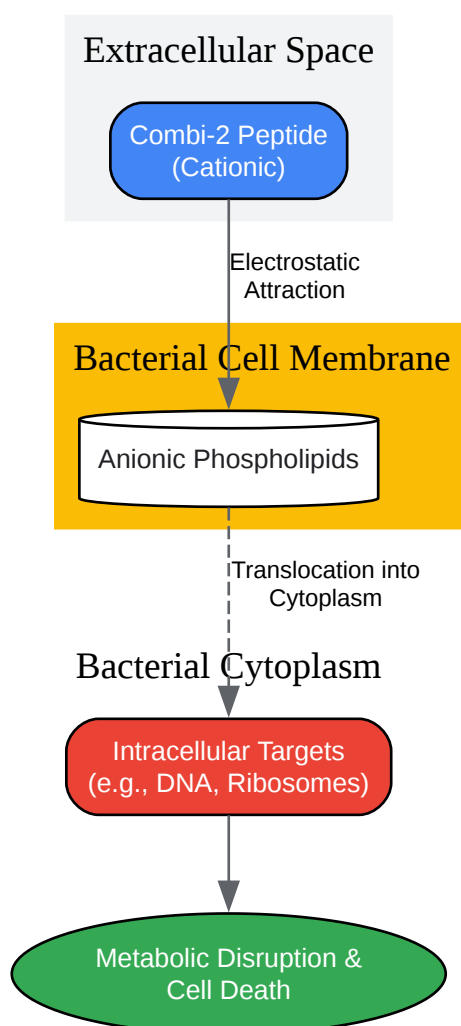 Extracellular Space
Combi-2 Peptide
(Cationic)
Electrostatic
Attraction
Bacterial Cell Membrane
Anionic Phospholipids
Translocation into
Cytoplasm
Bacterial Cytoplasm
Intracellular Targets
(e.g., DNA, Ribosomes)
Metabolic Disruption &
Cell Death